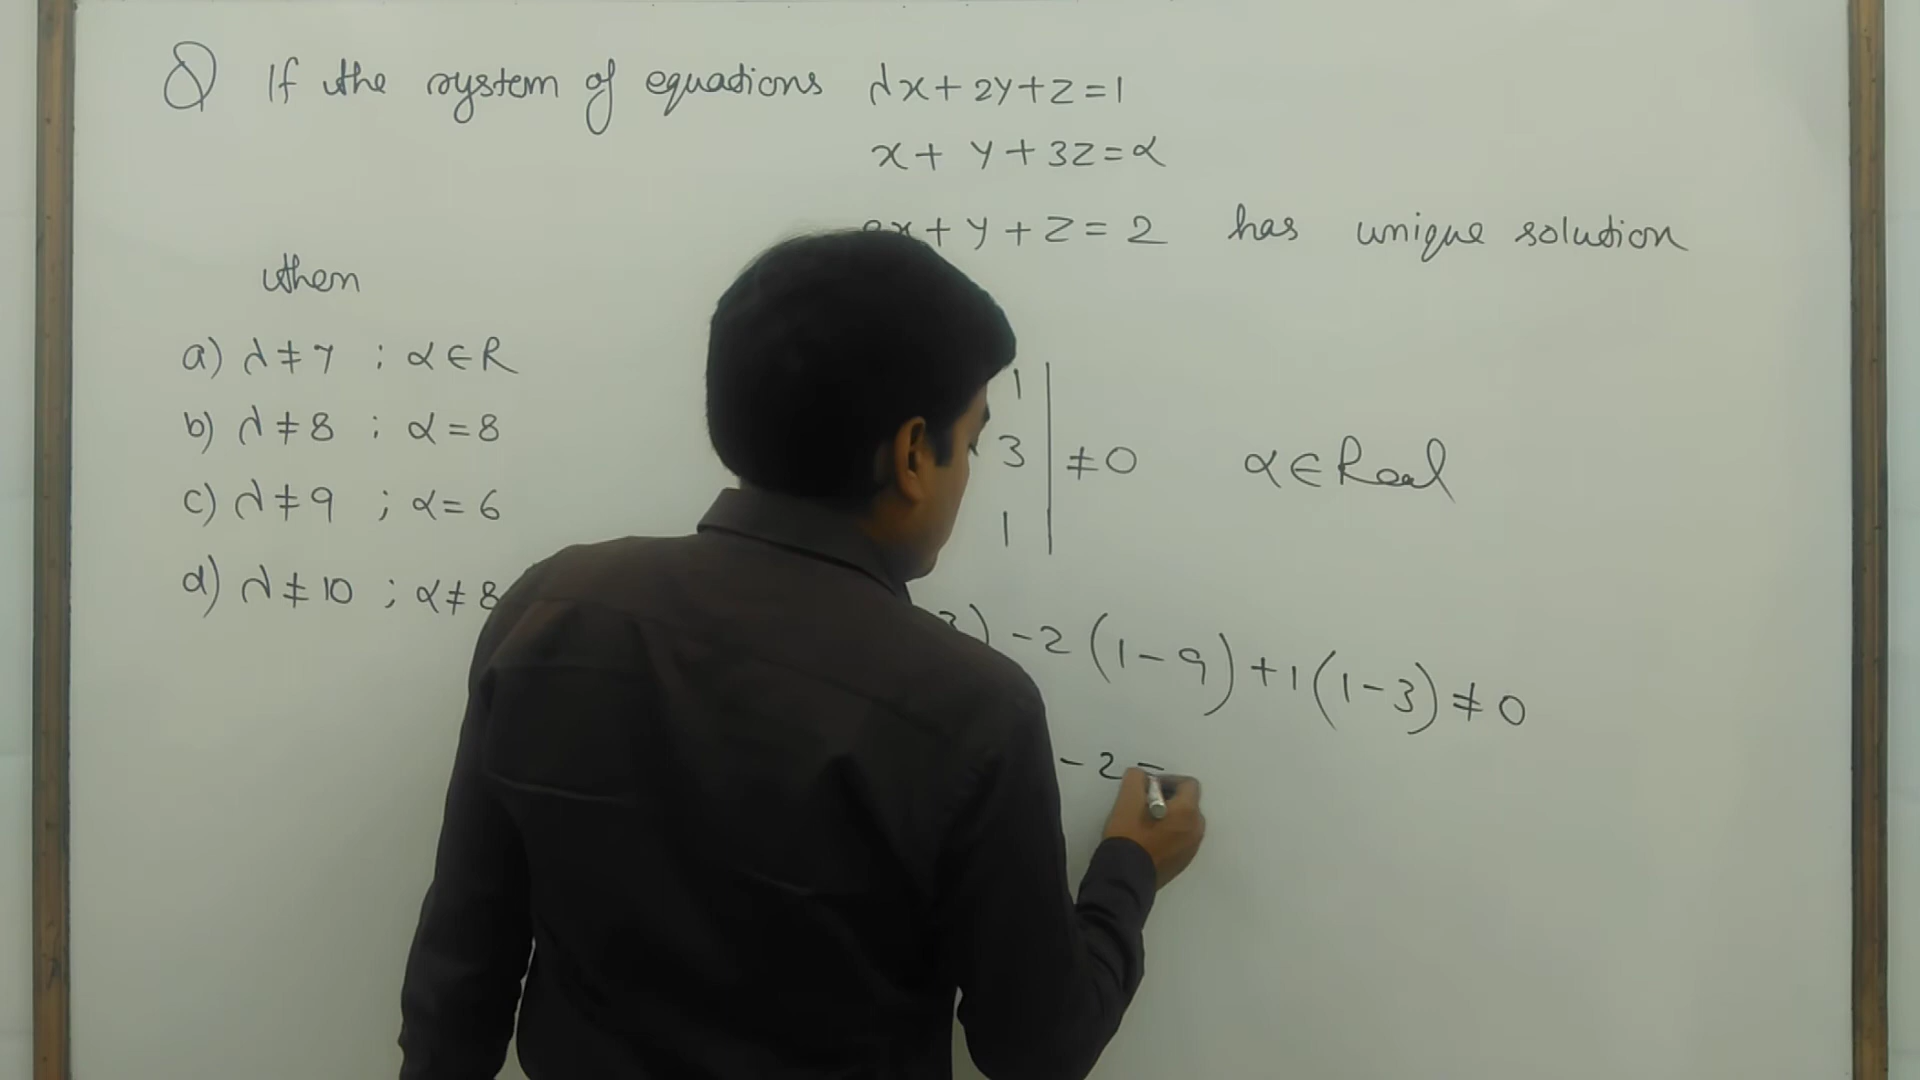 Q If the system of equations λx+2y+z=1
x+ y+3z=α
x+y+z=2 has unique solution
then
a) λ≠7 ; α∈R
b) λ≠8 ; α=8
c) λ≠9 ; α=6
d) λ≠10 ; α≠8
1
3 ≠0 α∈Real
1
) -2(1-9)+1(1-3)≠0
-2